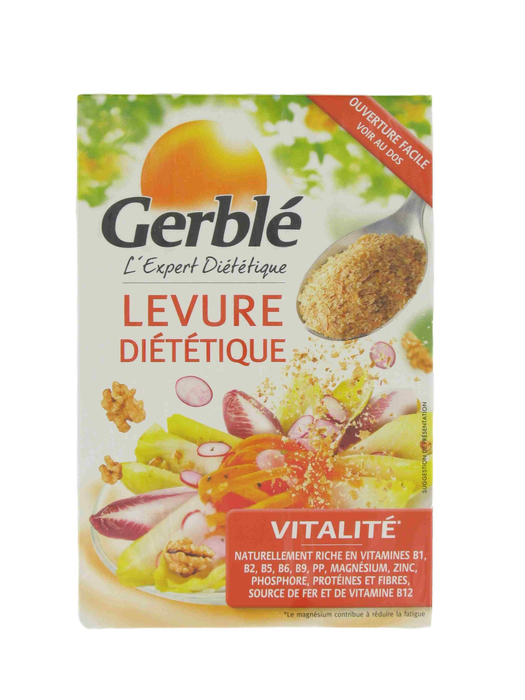 OUVERTURE FACILE
VOIR AU DOS
Gerblé
L'Expert Diététique
LEVURE
DIÉTÉTIQUE
SUGGESTION DE PRÉSENTATION
VITALITÉ*
NATURELLEMENT RICHE EN VITAMINES B1,
B2, B5, B6, B9, PP, MAGNÉSIUM, ZINC,
PHOSPHORE, PROTÉINES ET FIBRES,
SOURCE DE FER ET DE VITAMINE B12
*Le magnésium contribue à réduire la fatigue